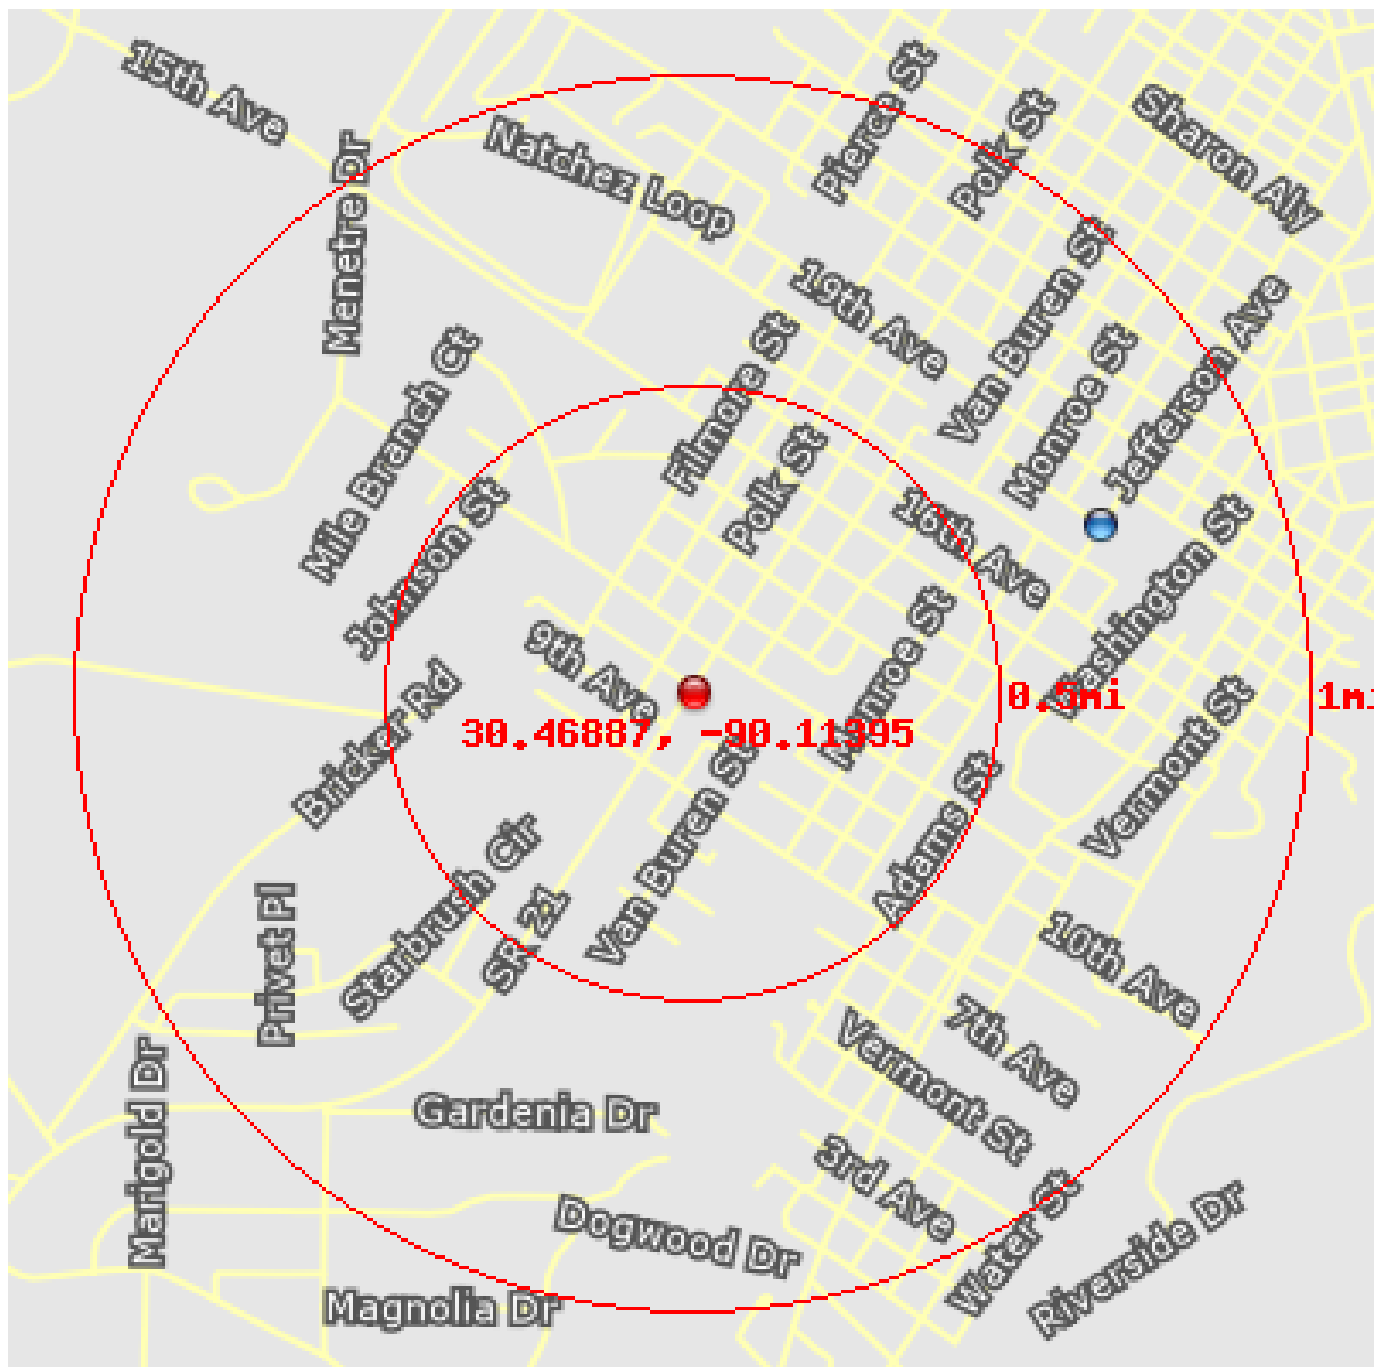 15th Ave
Pierce St
Polk St
Sharon Aly
Natchez Loop
Menetre Dr
19th Ave
Van Buren St
Jefferson Ave
Filmore St
Monroe St
Mile Branch Ct
Polk St
Johnson St
16th Ave
Washington St
9th Ave
Monroe St
0.5mi
1mi
30.46887, -90.11395
Bricker Rd
Vermont St
Van Buren St
Adams St
Starbrush Cir
SR 21
Privet Pl
10th Ave
7th Ave
Vermont St
Marigold Dr
Gardenia Dr
3rd Ave
Dogwood Dr
Water St
Riverside Dr
Magnolia Dr